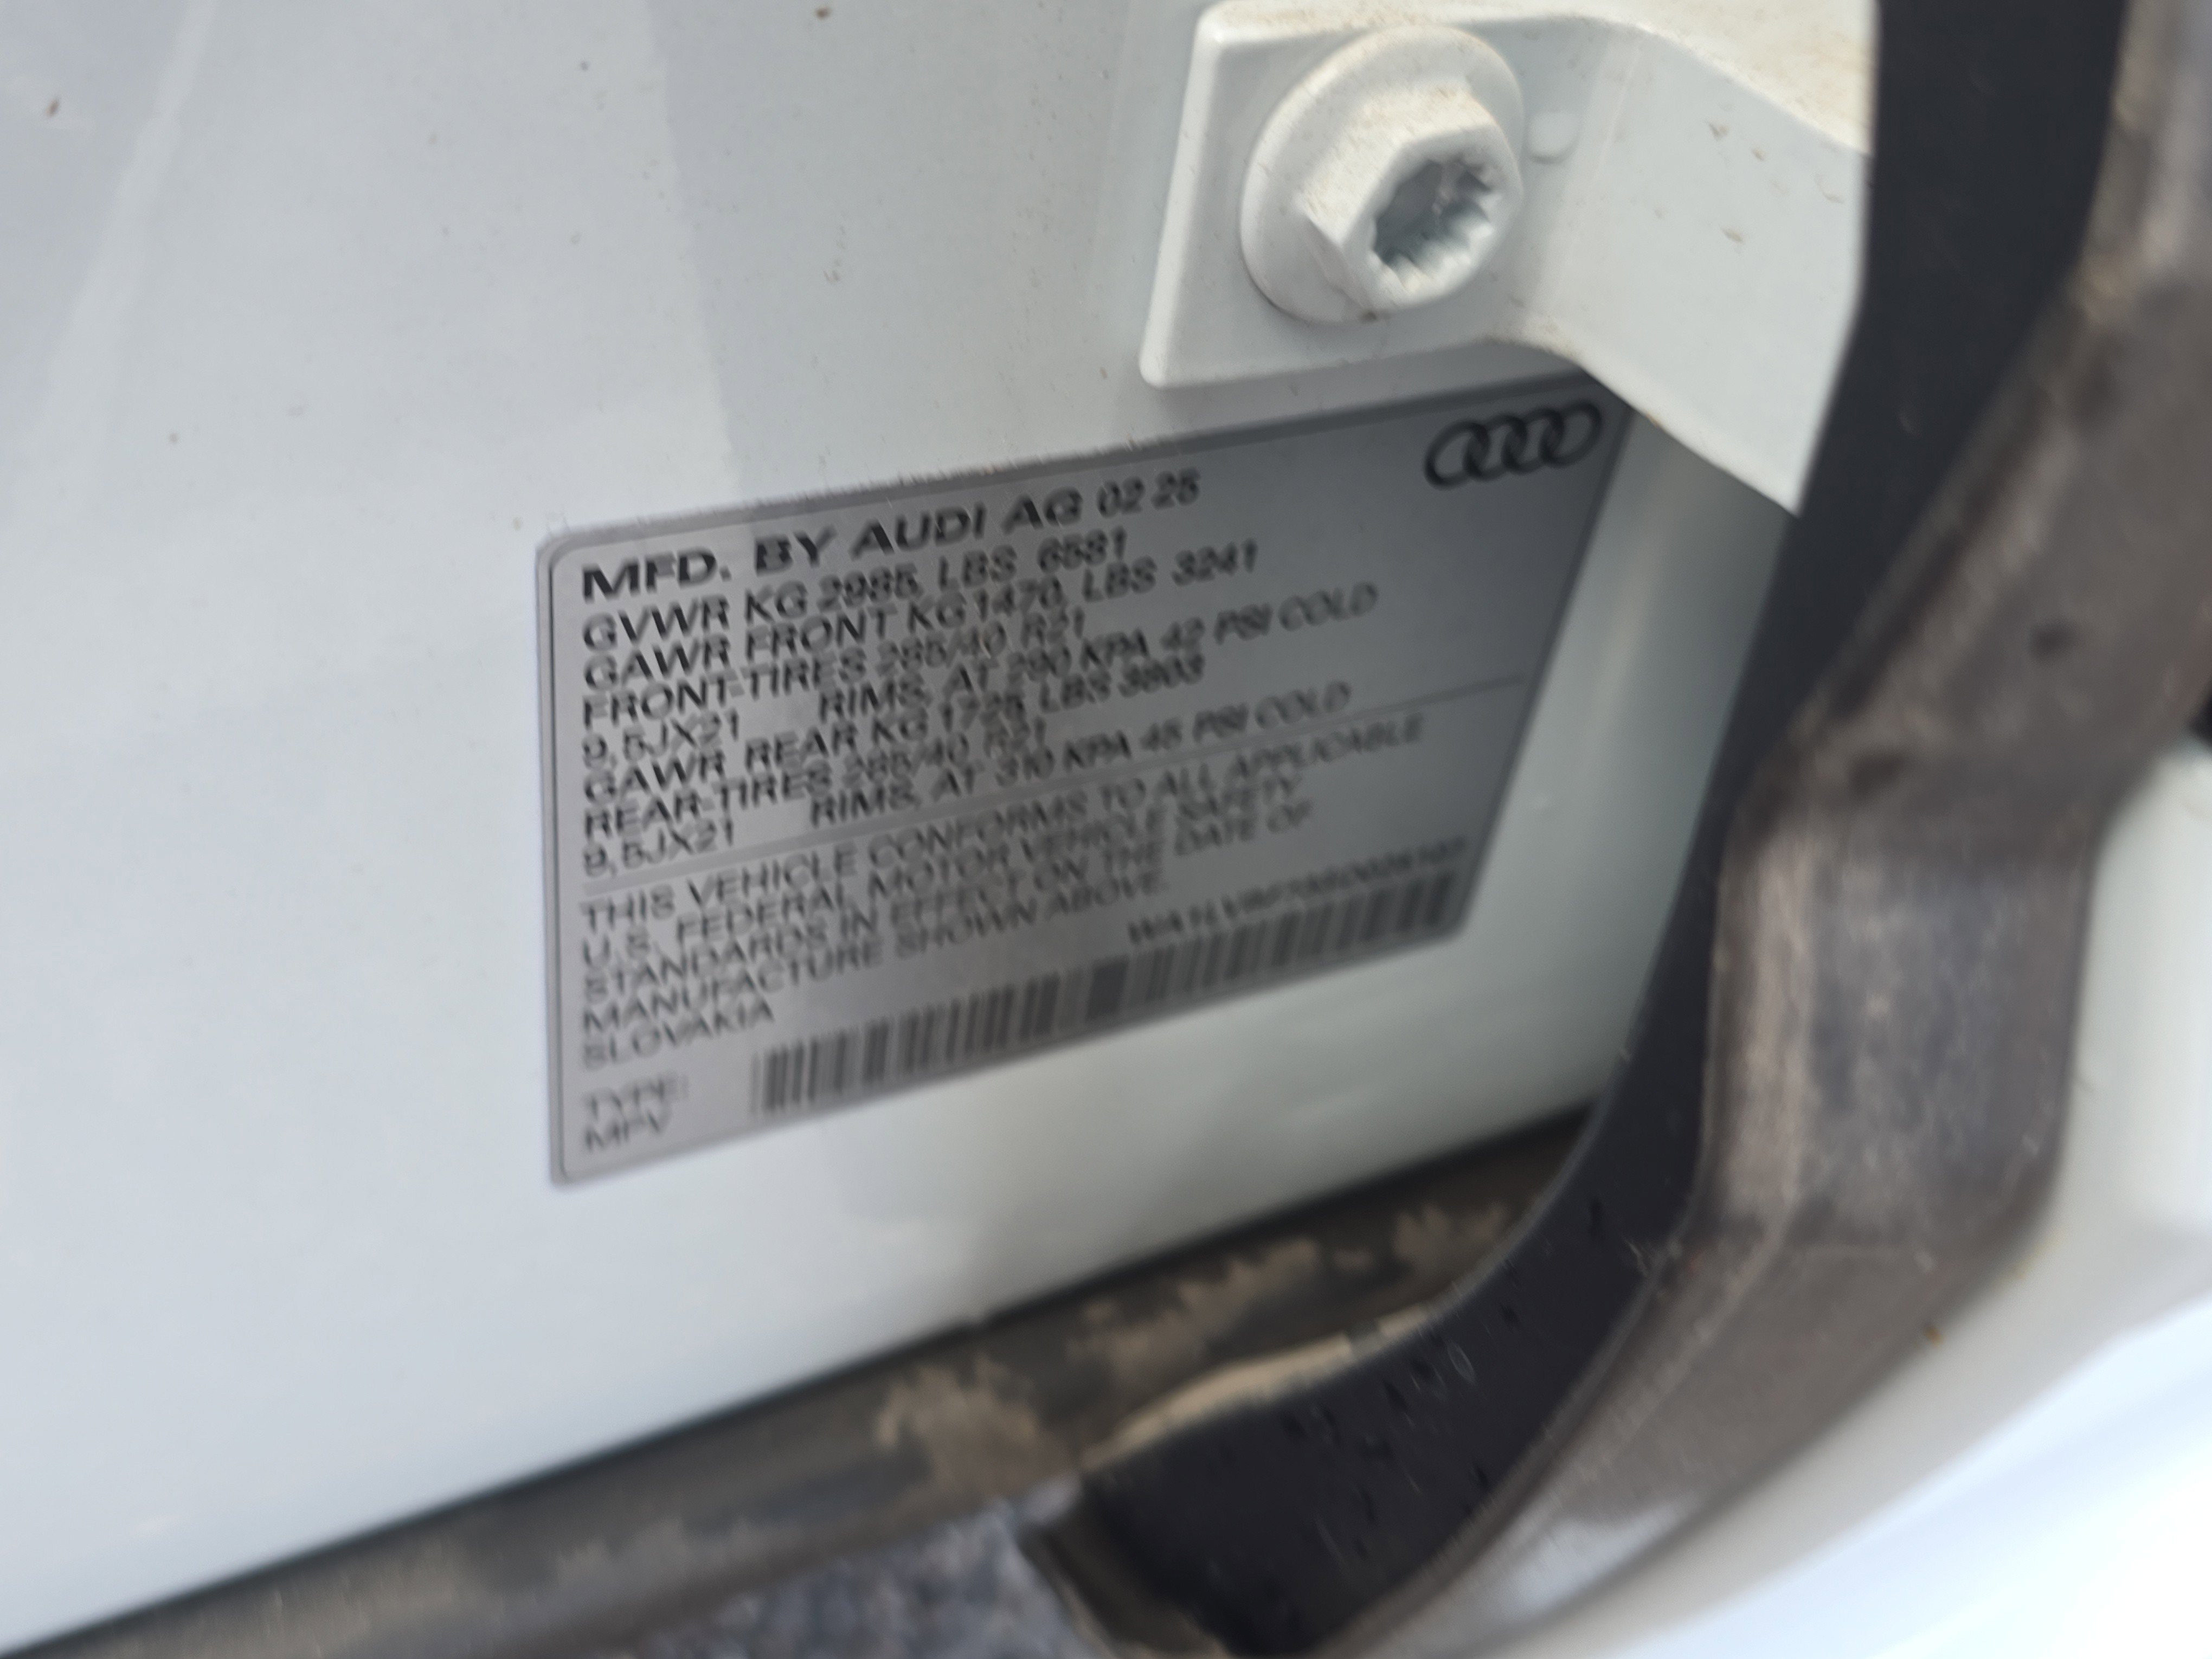 MFD. BY AUDI AG 02 25
GVWR KG 2985, LBS 6581
GAWR FRONT KG 1470, LBS 3241
FRONT-TIRES 285/40 R21
9,5JX21 RIMS, AT 290 KPA 42 PSI COLD
GAWR REAR KG 1725, LBS 3803
REAR-TIRES 285/40 R21
9,5JX21 RIMS, AT 310 KPA 45 PSI COLD
THIS VEHICLE CONFORMS TO ALL APPLICABLE
U.S. FEDERAL MOTOR VEHICLE SAFETY
STANDARDS IN EFFECT ON THE DATE OF
MANUFACTURE SHOWN ABOVE.
SLOVAKIA
TYPE:
MPV